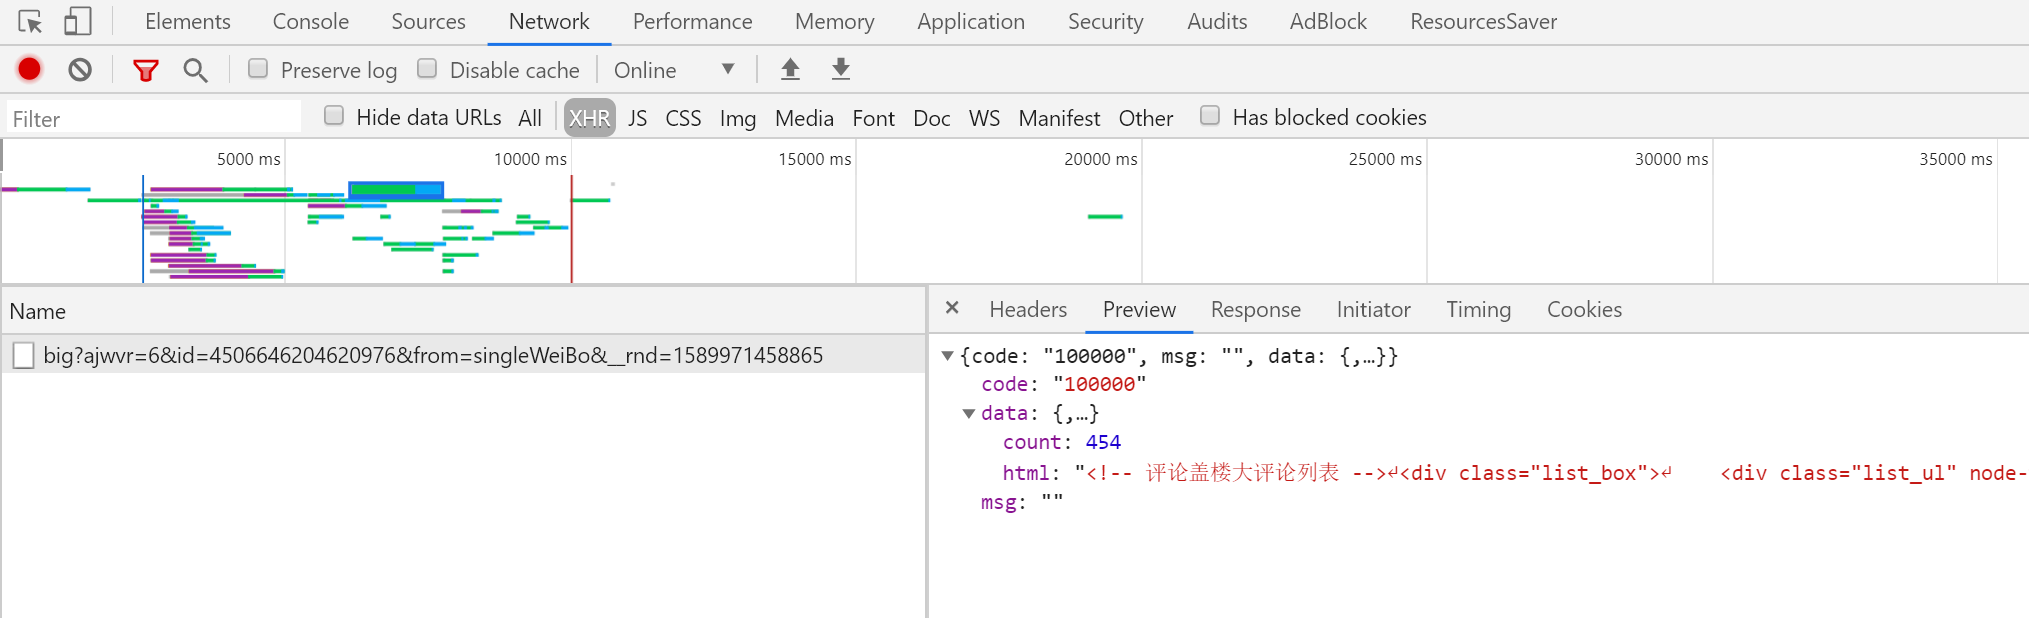 Elements Console Sources Network Performance Memory Application Security Audits AdBlock ResourcesSaver
Preserve log Disable cache Online
Filter Hide data URLs All XHR JS CSS Img Media Font Doc WS Manifest Other Has blocked cookies
5000 ms 10000 ms 15000 ms 20000 ms 25000 ms 30000 ms 35000 ms
Name
big?ajwvr=6&id=4506646204620976&from=singleWeiBo&__rnd=1589971458865
× Headers Preview Response Initiator Timing Cookies
▼{code: "100000", msg: "", data: {,…}}
code: "100000"
▼data: {,…}
count: 454
html: "<!-- 评论盖楼大评论列表 -->↵<div class="list_box">↵    <div class="list_ul" node-
msg: ""